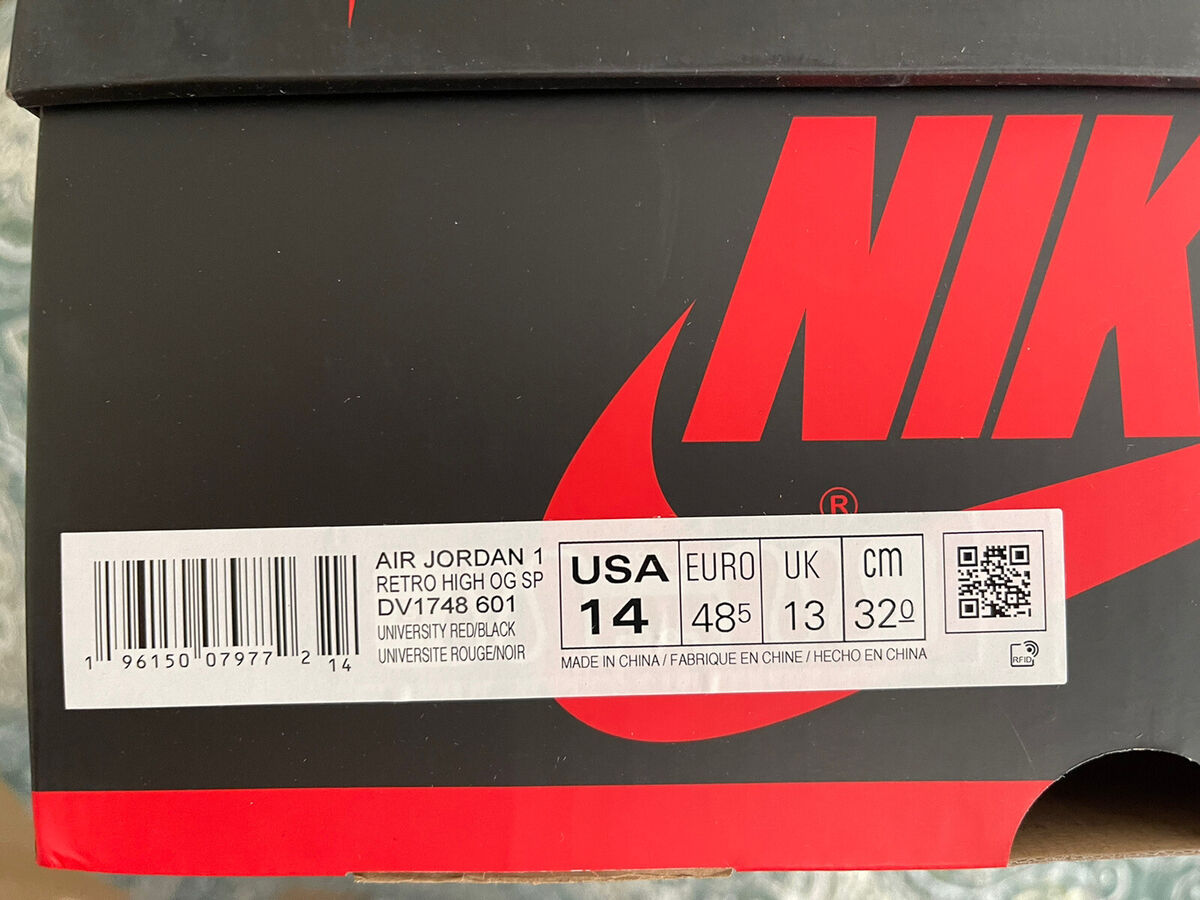 NIK
®
AIR JORDAN 1
RETRO HIGH OG SP
DV1748 601
UNIVERSITY RED/BLACK
UNIVERSITE ROUGE/NOIR
1 96150 07977 2 14
USA EURO UK cm
14 485 13 320
MADE IN CHINA / FABRIQUE EN CHINE / HECHO EN CHINA
RFID